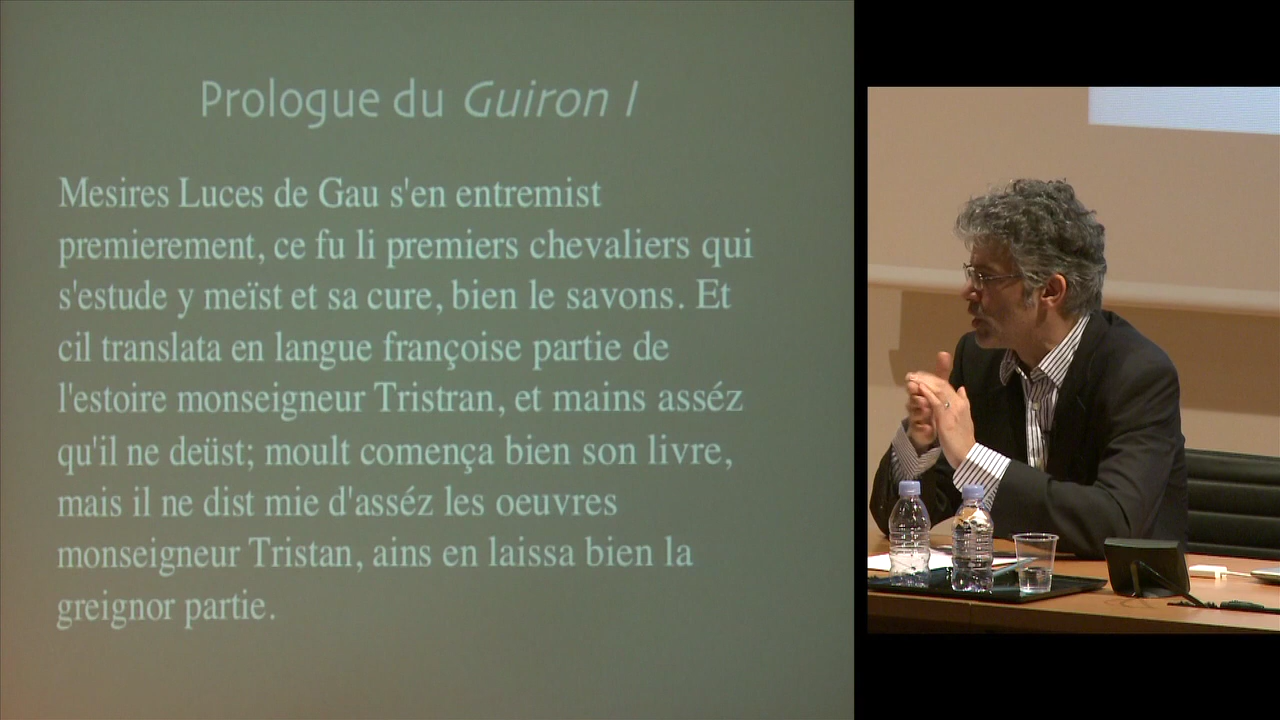 Prologue du Guiron I
Mesires Luces de Gau s'en entremist
premierement, ce fu li premiers chevaliers qui
s'estude y meïst et sa cure, bien le savons. Et
cil translata en langue françoise partie de
l'estoire monseigneur Tristran, et mains asséz
qu'il ne deüst; moult comença bien son livre,
mais il ne dist mie d'asséz les oeuvres
monseigneur Tristan, ains en laissa bien la
greignor partie.